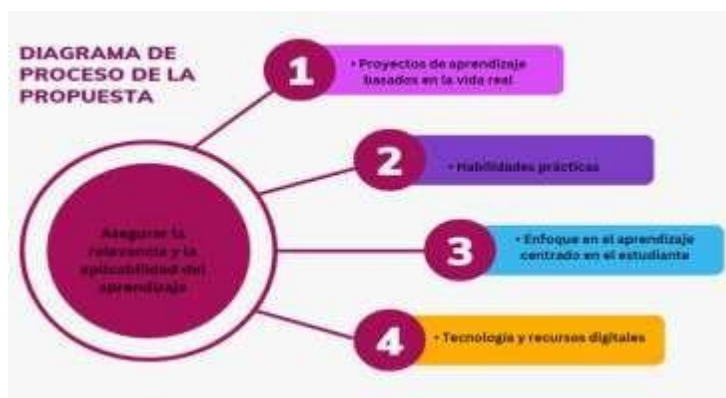 DIAGRAMA DE
PROCESO DE LA
PROPUESTA
1
• Proyectos de aprendizaje
basados en la vida real
2
• Habilidades prácticas
Asegurar la
relevancia y la
aplicabilidad del
aprendizaje
3
• Enfoque en el aprendizaje
centrado en el estudiante
4
• Tecnología y recursos digitales